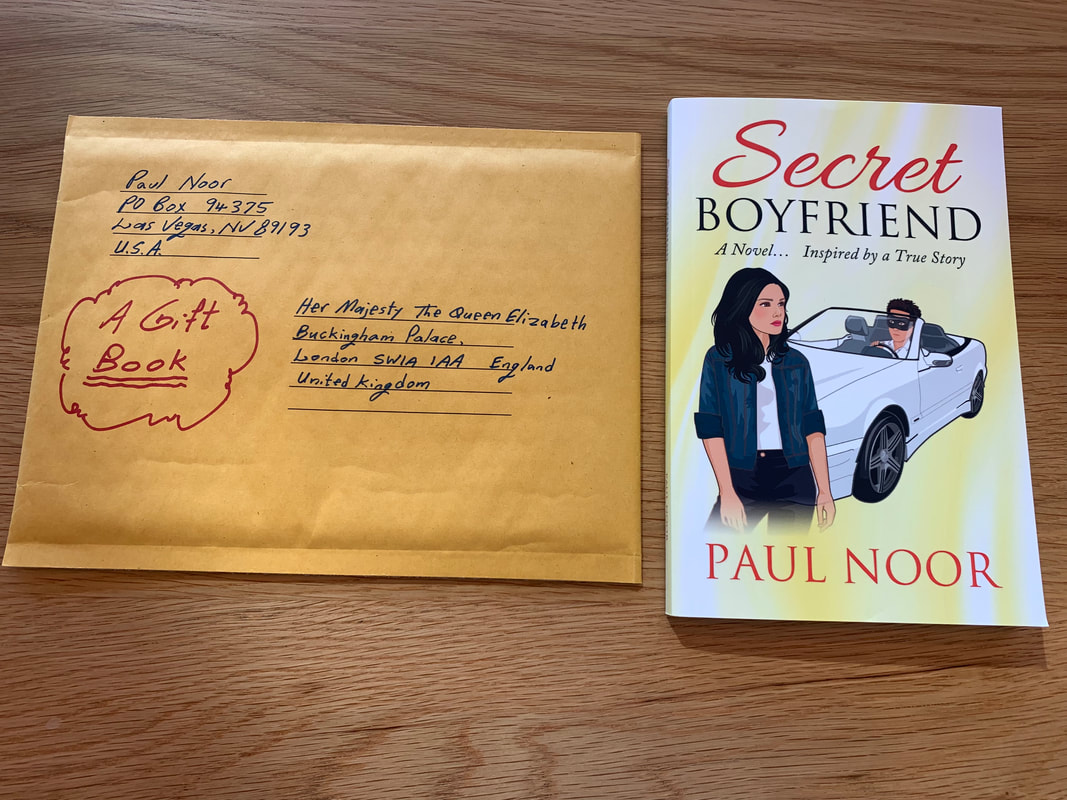 Paul Noor
PO Box 94375
Las Vegas, NV 89193
U.S.A.
A Gift
Book
Her Majesty The Queen Elizabeth
Buckingham Palace,
London SW1A 1AA England
United Kingdom
Secret
BOYFRIEND
A Novel... Inspired by a True Story
PAUL NOOR